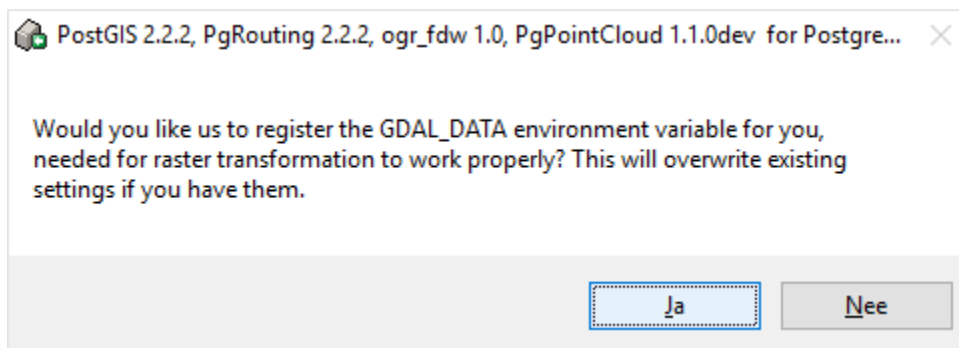 PostGIS 2.2.2, PgRouting 2.2.2, ogr_fdw 1.0, PgPointCloud 1.1.0dev  for Postgre...
Would you like us to register the GDAL_DATA environment variable for you,
needed for raster transformation to work properly? This will overwrite existing
settings if you have them.
Ja
Nee